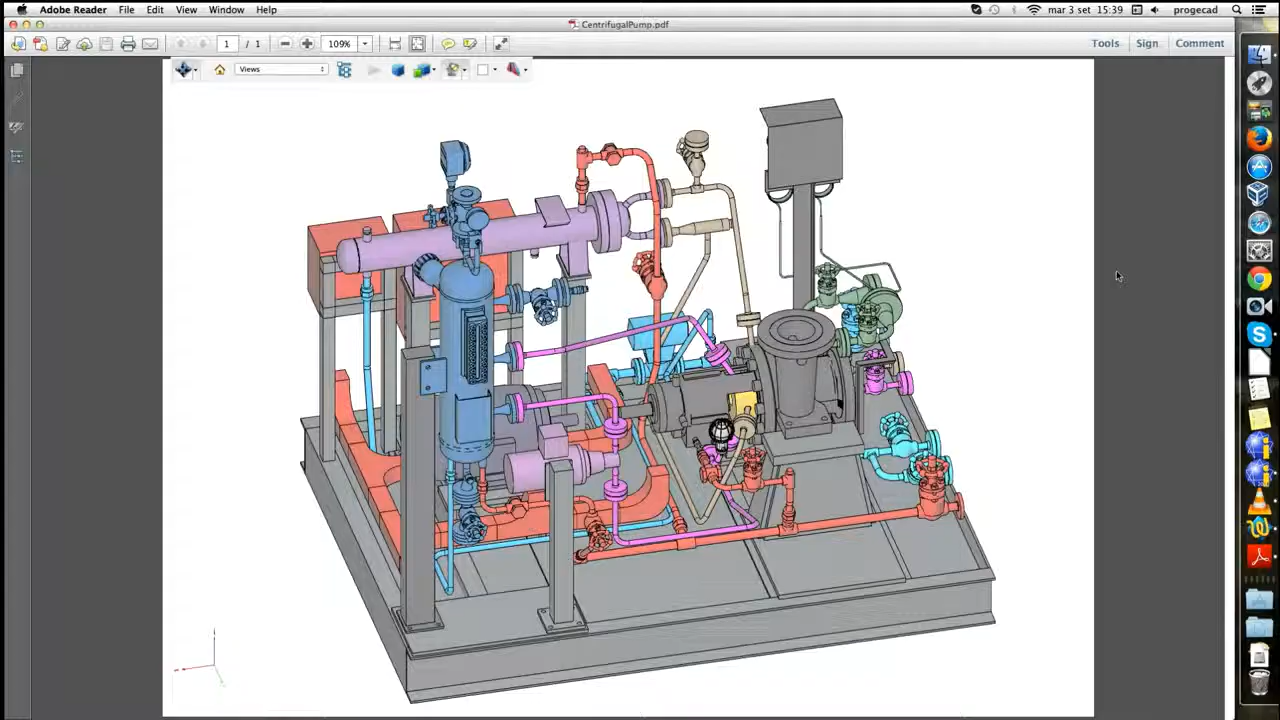 Adobe Reader File Edit View Window Help mar 3 set 15:39 progecad
CentrifugalPump.pdf
1 / 1 109% Tools Sign Comment
Views